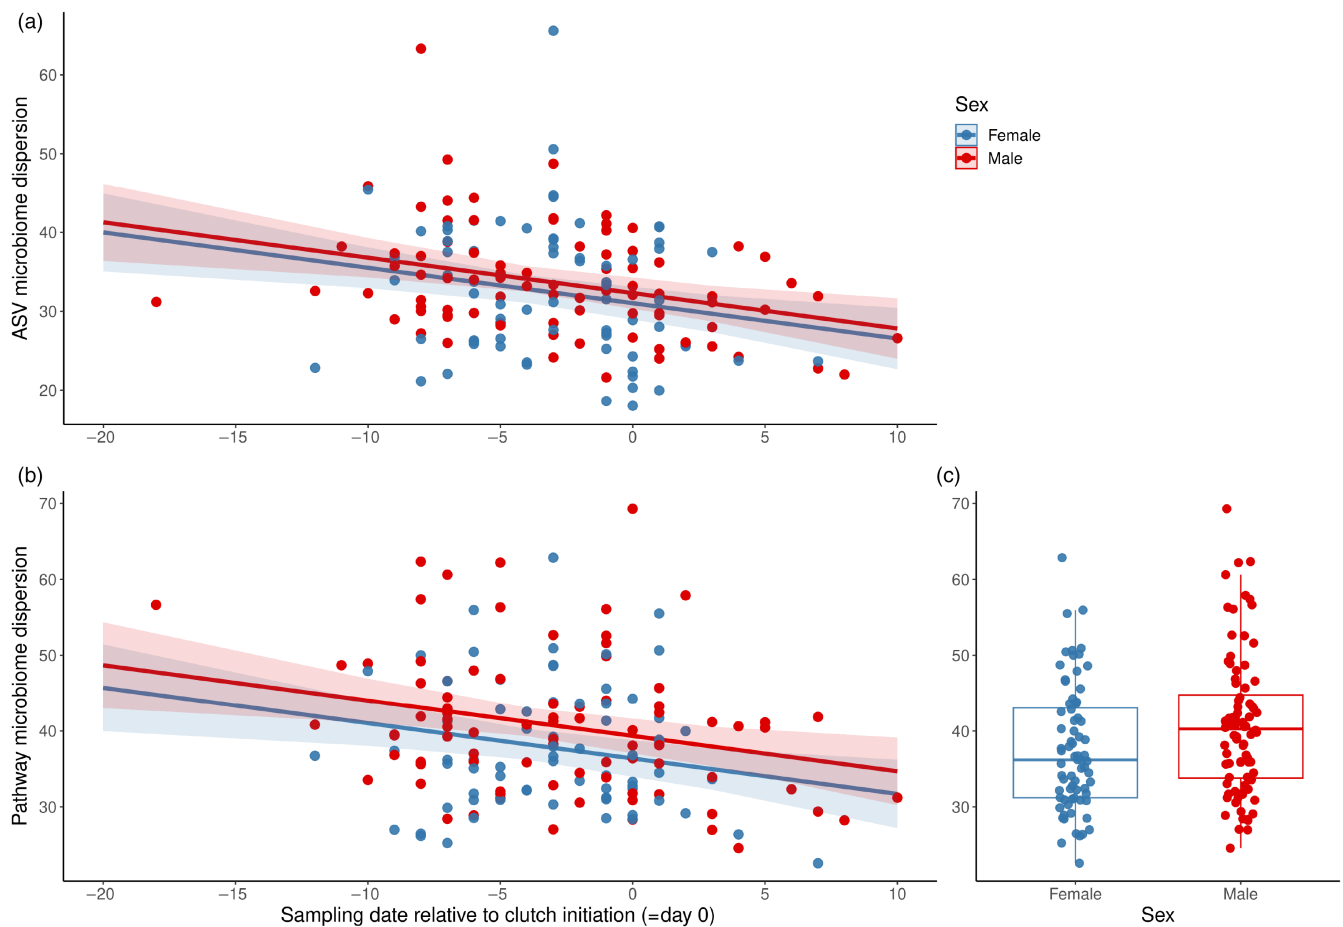 (a)
ASV microbiome dispersion
60
50
40
30
20
−20 −15 −10 −5 0 5 10
Sex
Female
Male
(b)
Pathway microbiome dispersion
70
60
50
40
30
−20 −15 −10 −5 0 5 10
Sampling date relative to clutch initiation (=day 0)
(c)
70
60
50
40
30
Female Male
Sex